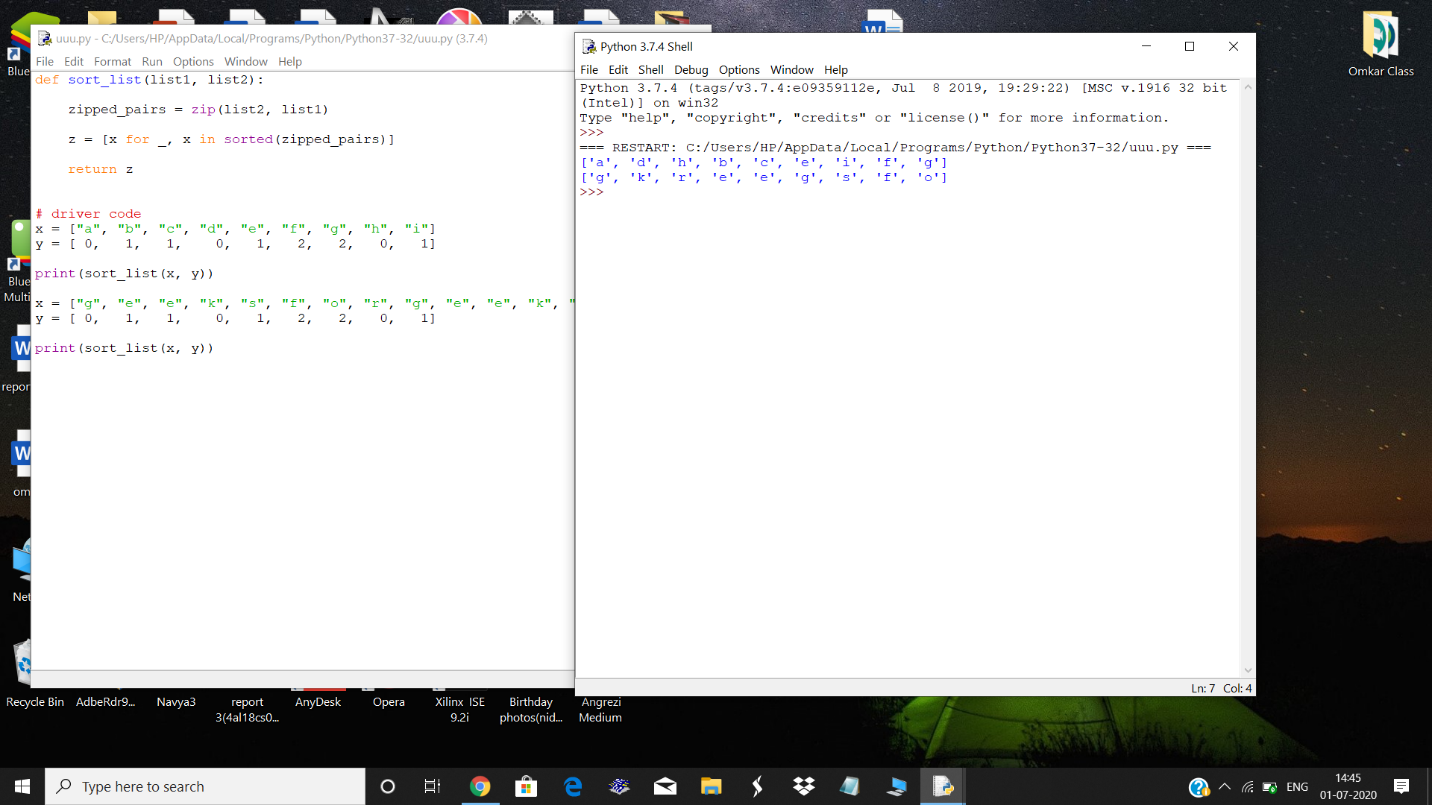 uuu.py - C:/Users/HP/AppData/Local/Programs/Python/Python37-32/uuu.py (3.7.4)
File Edit Format Run Options Window Help
def sort_list(list1, list2):
    zipped_pairs = zip(list2, list1)
    z = [x for _, x in sorted(zipped_pairs)]
    return z
# driver code
x = ["a", "b", "c", "d", "e", "f", "g", "h", "i"]
y = [ 0,   1,   1,    0,   1,   2,   2,   0,   1]
print(sort_list(x, y))
x = ["g", "e", "e", "k", "s", "f", "o", "r", "g", "e", "e", "k", "
y = [ 0,   1,   1,    0,   1,   2,   2,   0,   1]
print(sort_list(x, y))
Python 3.7.4 Shell
File Edit Shell Debug Options Window Help
Python 3.7.4 (tags/v3.7.4:e09359112e, Jul  8 2019, 19:29:22) [MSC v.1916 32 bit
(Intel)] on win32
Type "help", "copyright", "credits" or "license()" for more information.
>>>
=== RESTART: C:/Users/HP/AppData/Local/Programs/Python/Python37-32/uuu.py ===
['a', 'd', 'h', 'b', 'c', 'e', 'i', 'f', 'g']
['g', 'k', 'r', 'e', 'e', 'g', 's', 'f', 'o']
>>>
Ln: 7 Col: 4
Omkar Class
Blue
Blue
Multi
W
repor
W
om
Net
W
Recycle Bin
AdbeRdr9...
Navya3
report
3(4al18cs0...
AnyDesk
Opera
Xilinx ISE
9.2i
Birthday
photos(nid...
Angrezi
Medium
Type here to search
ENG
14:45
01-07-2020